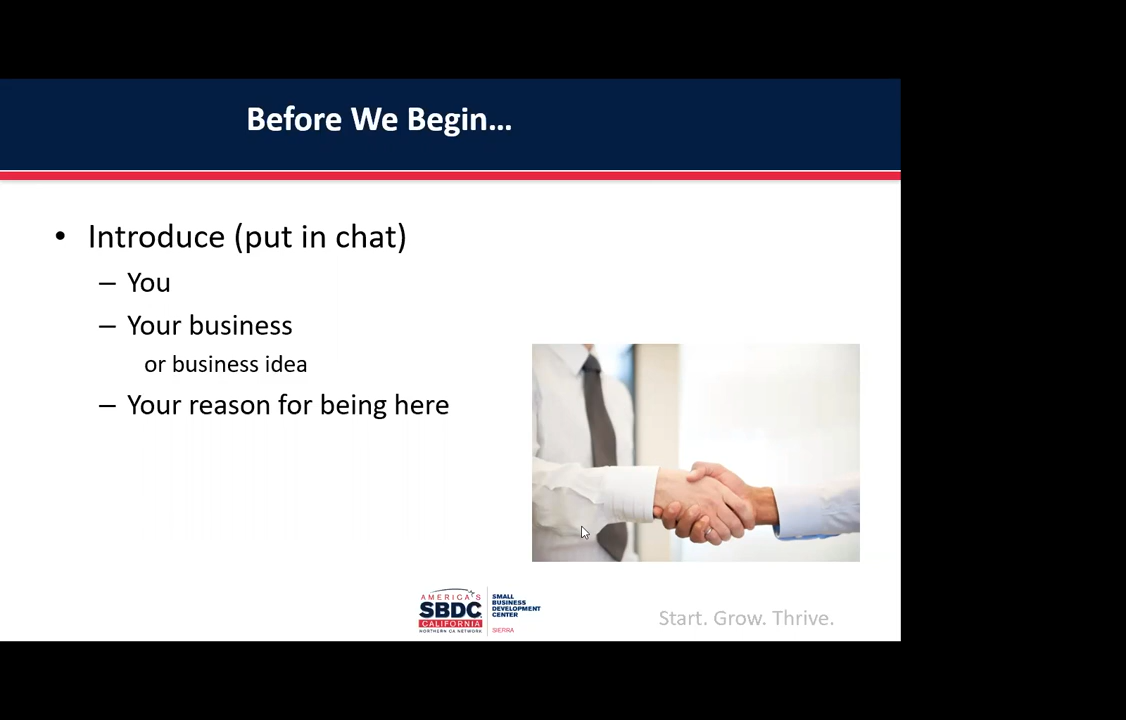 Before We Begin...
• Introduce (put in chat)
– You
– Your business
or business idea
– Your reason for being here
AMERICA'S
SBDC
CALIFORNIA
NORTHERN CA NETWORK
SMALL
BUSINESS
DEVELOPMENT
CENTER
SIERRA
Start. Grow. Thrive.